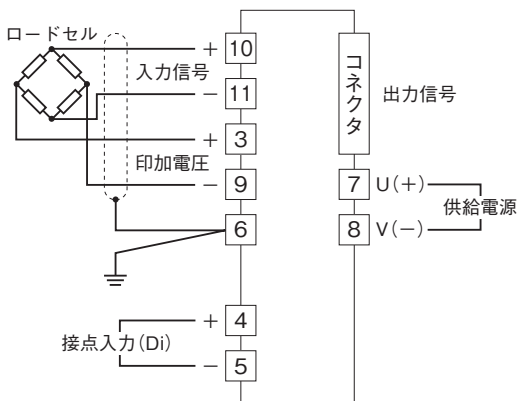 ロードセル
+ 10
入力信号
− 11
+ 3
印加電圧
− 9
6
+ 4
接点入力(Di)
− 5
コネクタ
出力信号
7 U(+)
供給電源
8 V(−)